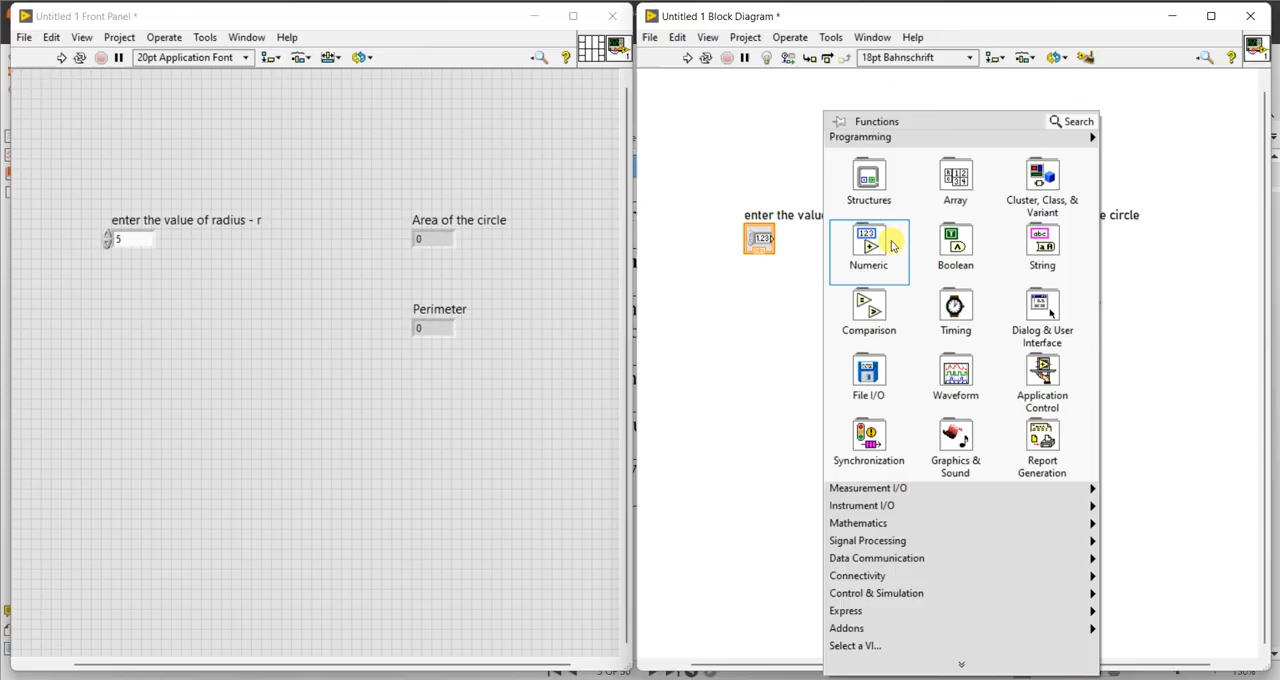 Untitled 1 Front Panel *
File Edit View Project Operate Tools Window Help
20pt Application Font
enter the value of radius - r
5
Area of the circle
0
Perimeter
0
Untitled 1 Block Diagram *
File Edit View Project Operate Tools Window Help
18pt Bahnschrift
enter the valu
e circle
1.23
Functions
Search
Programming
Structures
Array
Cluster, Class, &
Variant
Numeric
Boolean
String
Comparison
Timing
Dialog & User
Interface
File I/O
Waveform
Application
Control
Synchronization
Graphics &
Sound
Report
Generation
Measurement I/O
Instrument I/O
Mathematics
Signal Processing
Data Communication
Connectivity
Control & Simulation
Express
Addons
Select a VI...